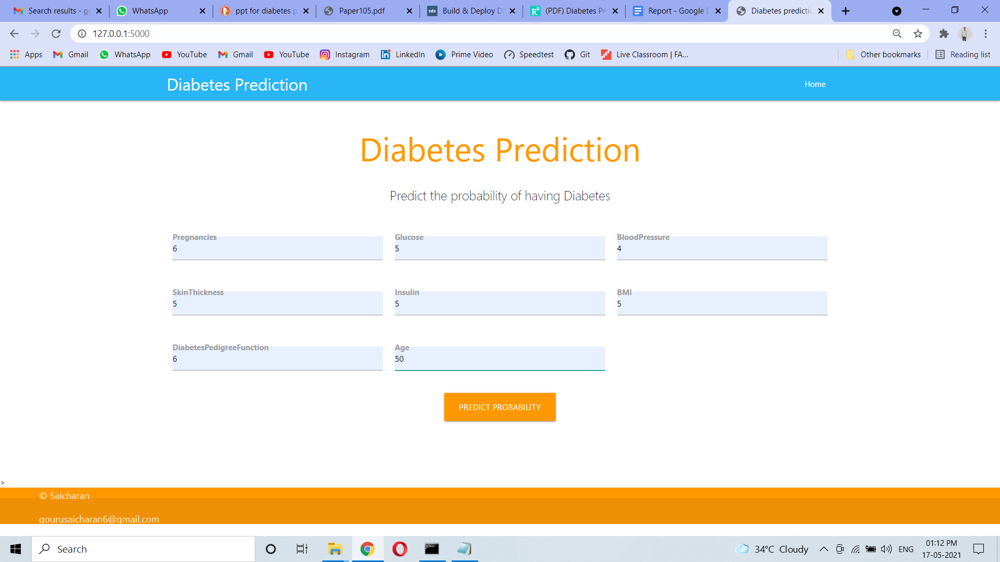 Search results - g
WhatsApp
ppt for diabetes p
Paper105.pdf
tds
Build & Deploy D
(PDF) Diabetes Pr
Report - Google D
Diabetes predictio
127.0.0.1:5000
Apps
Gmail
WhatsApp
YouTube
Gmail
YouTube
Instagram
LinkedIn
Prime Video
Speedtest
Git
Live Classroom | FA...
Other bookmarks
Reading list
Diabetes Prediction
Home
Diabetes Prediction
Predict the probability of having Diabetes
Pregnancies
6
Glucose
5
BloodPressure
4
SkinThickness
5
Insulin
5
BMI
5
DiabetesPedigreeFunction
6
Age
50
PREDICT PROBABILITY
>
© Saicharan
gourusaicharan6@gmail.com
Search
34°C Cloudy
ENG
01:12 PM
17-05-2021